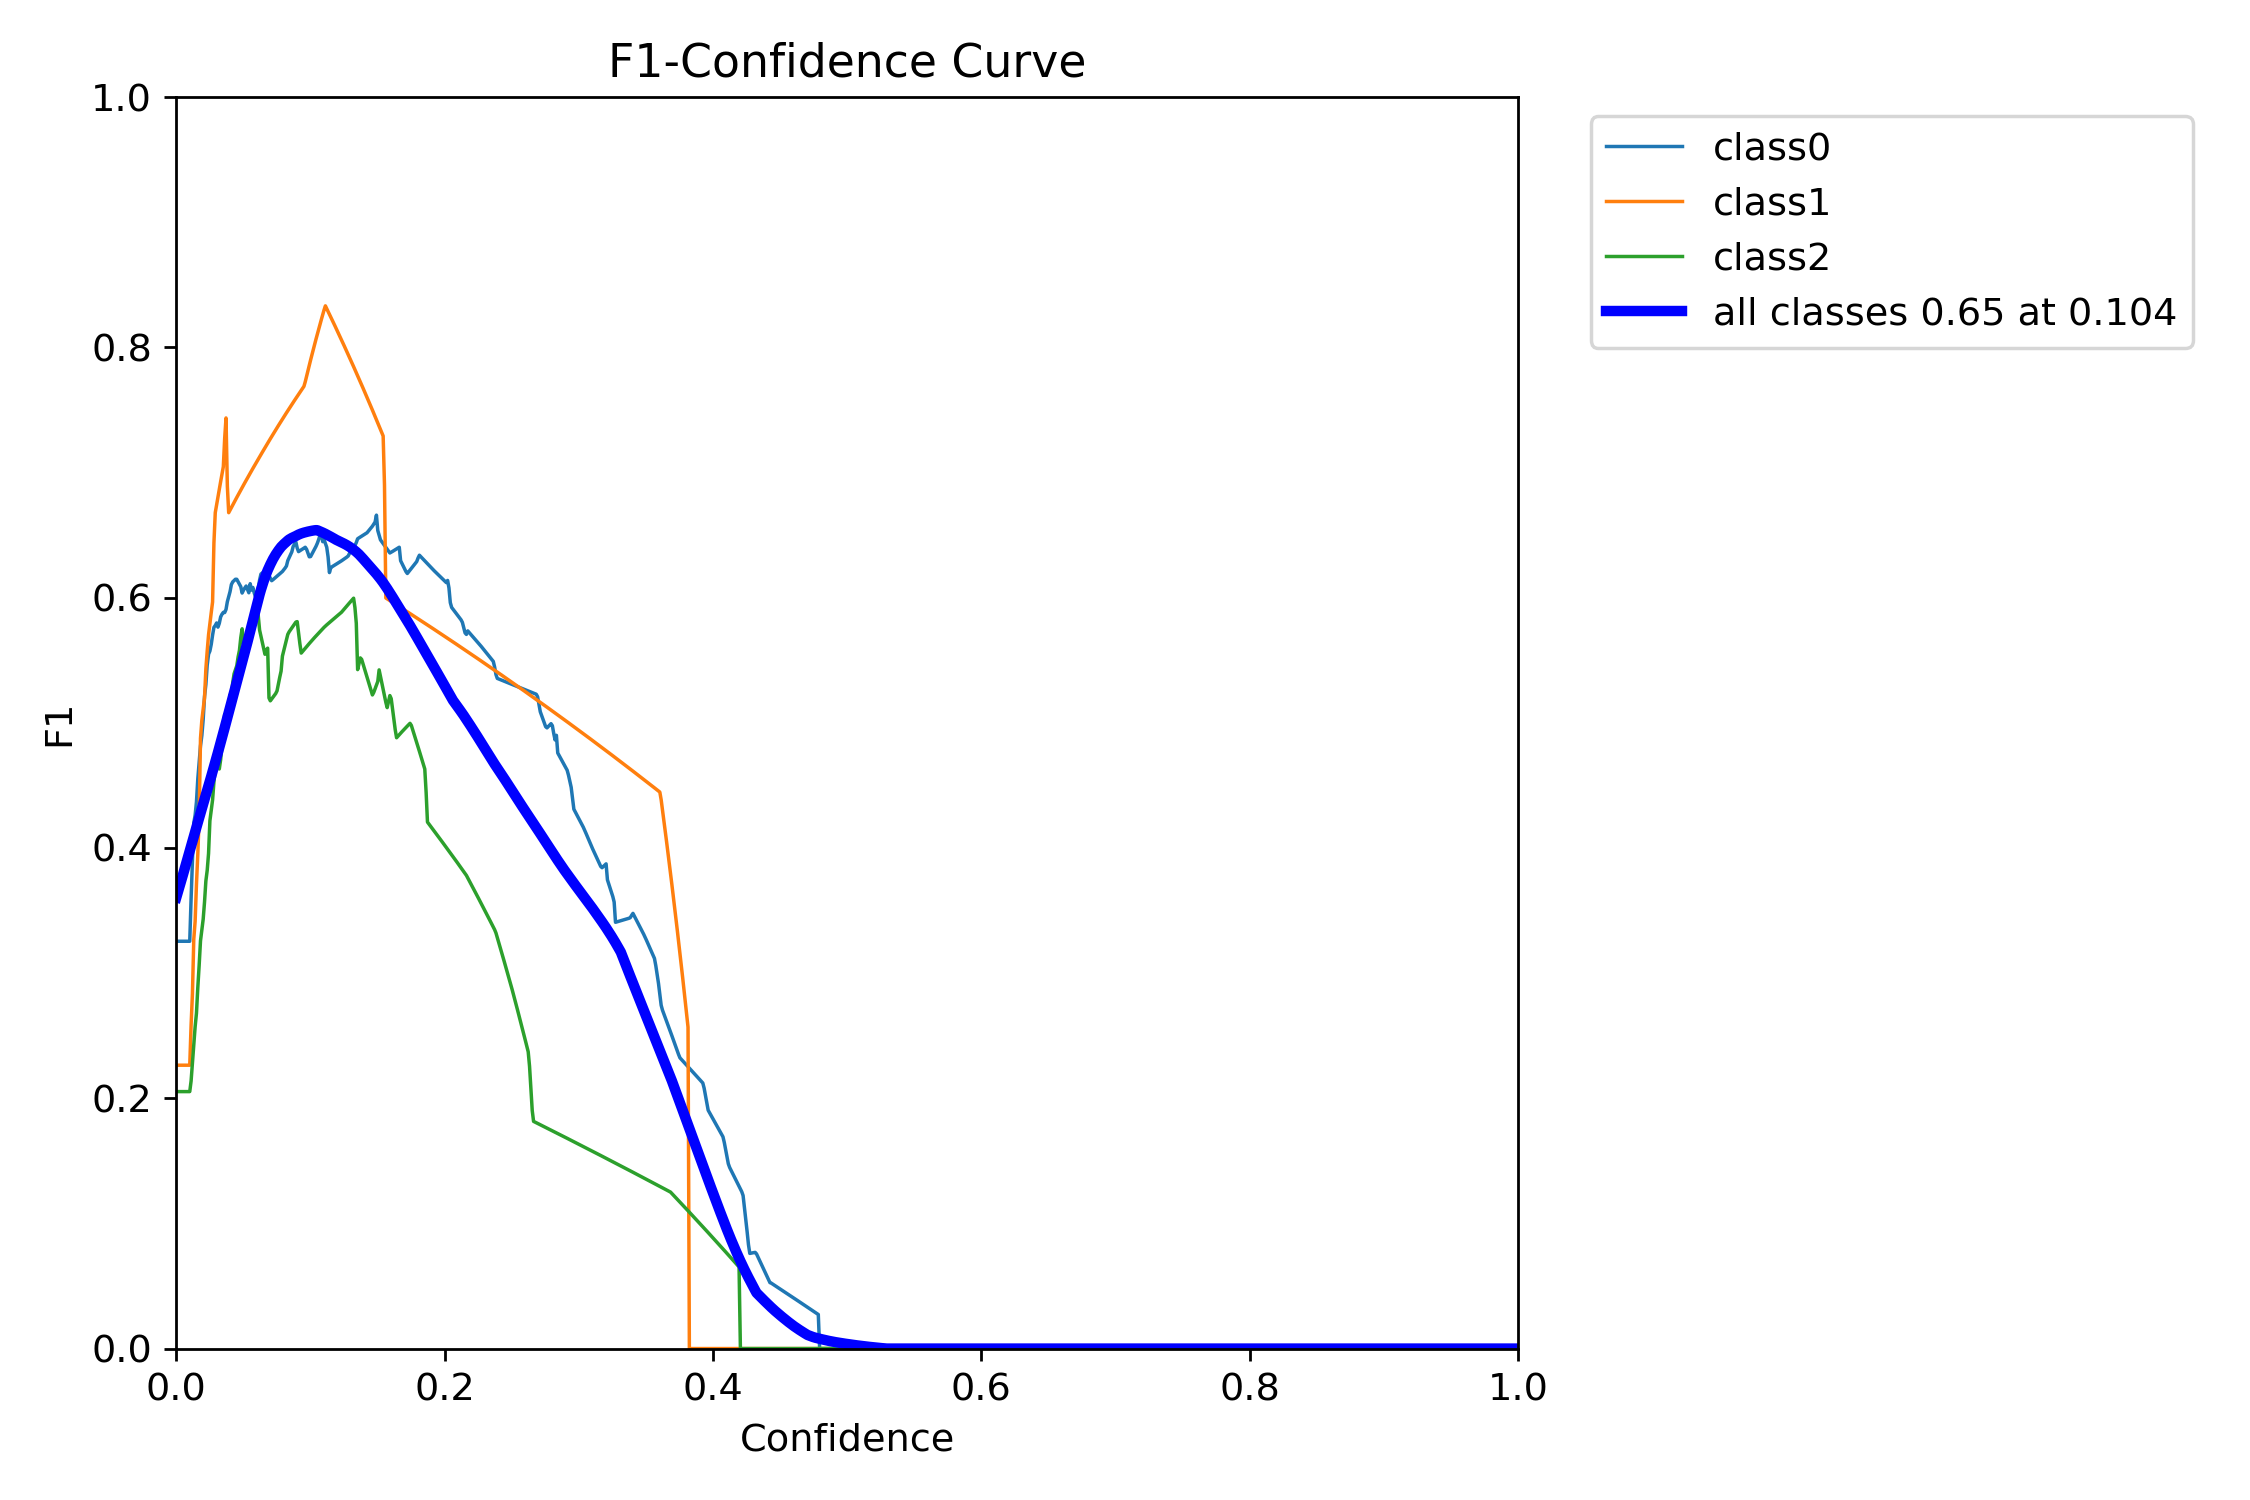 F1-Confidence Curve
1.0
0.8
0.6
0.4
0.2
0.0
F1
0.0 0.2 0.4 0.6 0.8 1.0
Confidence
class0
class1
class2
all classes 0.65 at 0.104